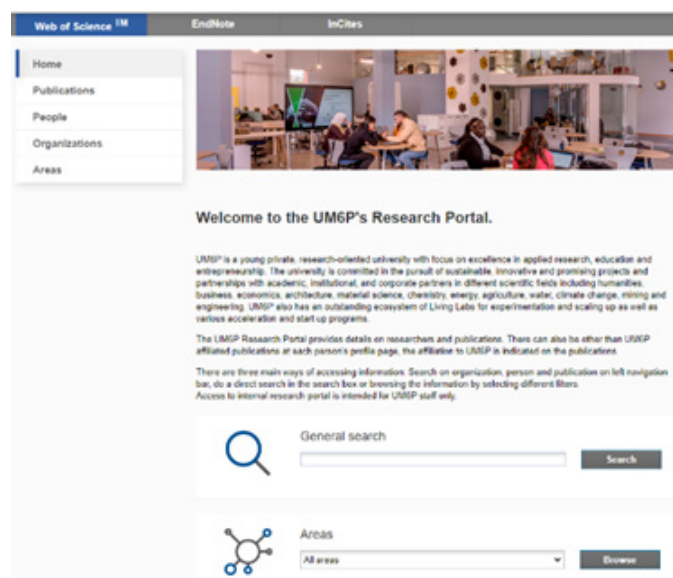 Web of Science TM
EndNote
InCites
Home
Publications
People
Organizations
Areas
Welcome to the UM6P's Research Portal.
UM6P is a young private, research-oriented university with focus on excellence in applied research, education and
entrepreneurship. The university is committed in the pursuit of sustainable, innovative and promising projects and
partnerships with academic, institutional, and corporate partners in different scientific fields including humanities,
business, economics, architecture, material science, chemistry, energy, agriculture, water, climate change, mining and
engineering. UM6P also has an outstanding ecosystem of Living Labs for experimentation and scaling up as well as
various acceleration and start up programs.
The UM6P Research Portal provides details on researchers and publications. There can also be other than UM6P
affiliated publications at each person's profile page, the affiliation to UM6P is indicated on the publications.
There are three main ways of accessing information. Search on organization, person and publication on left navigation
bar, do a direct search in the search box or browsing the information by selecting different filters.
Access to internal research portal is intended for UM6P staff only.
General search
Search
Areas
All areas
Browse